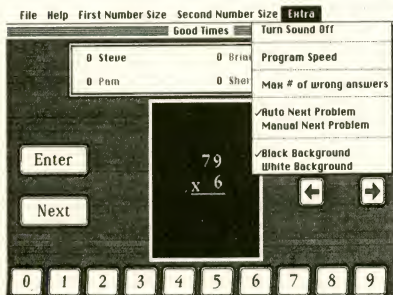 File Help First Number Size Second Number Size Extra
Good Times
Turn Sound Off
0 Steve
Program Speed
0 Pam
Max # of wrong answers
✓Auto Next Problem
Manual Next Problem
✓Black Background
White Background
Enter
79
x 6
Next
0 1 2 3 4 5 6 7 8 9